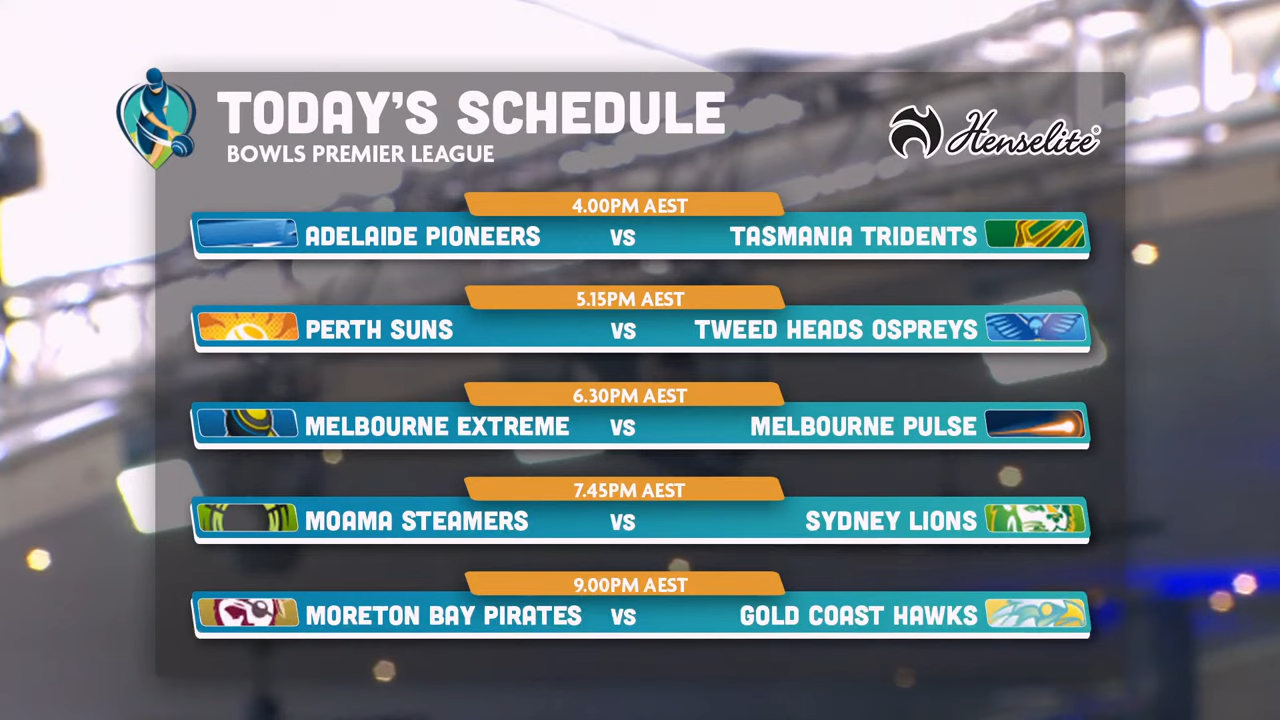 TODAY'S SCHEDULE
BOWLS PREMIER LEAGUE
Henselite
4.00PM AEST
ADELAIDE PIONEERS VS TASMANIA TRIDENTS
5.15PM AEST
PERTH SUNS VS TWEED HEADS OSPREYS
6.30PM AEST
MELBOURNE EXTREME VS MELBOURNE PULSE
7.45PM AEST
MOAMA STEAMERS VS SYDNEY LIONS
9.00PM AEST
MORETON BAY PIRATES VS GOLD COAST HAWKS